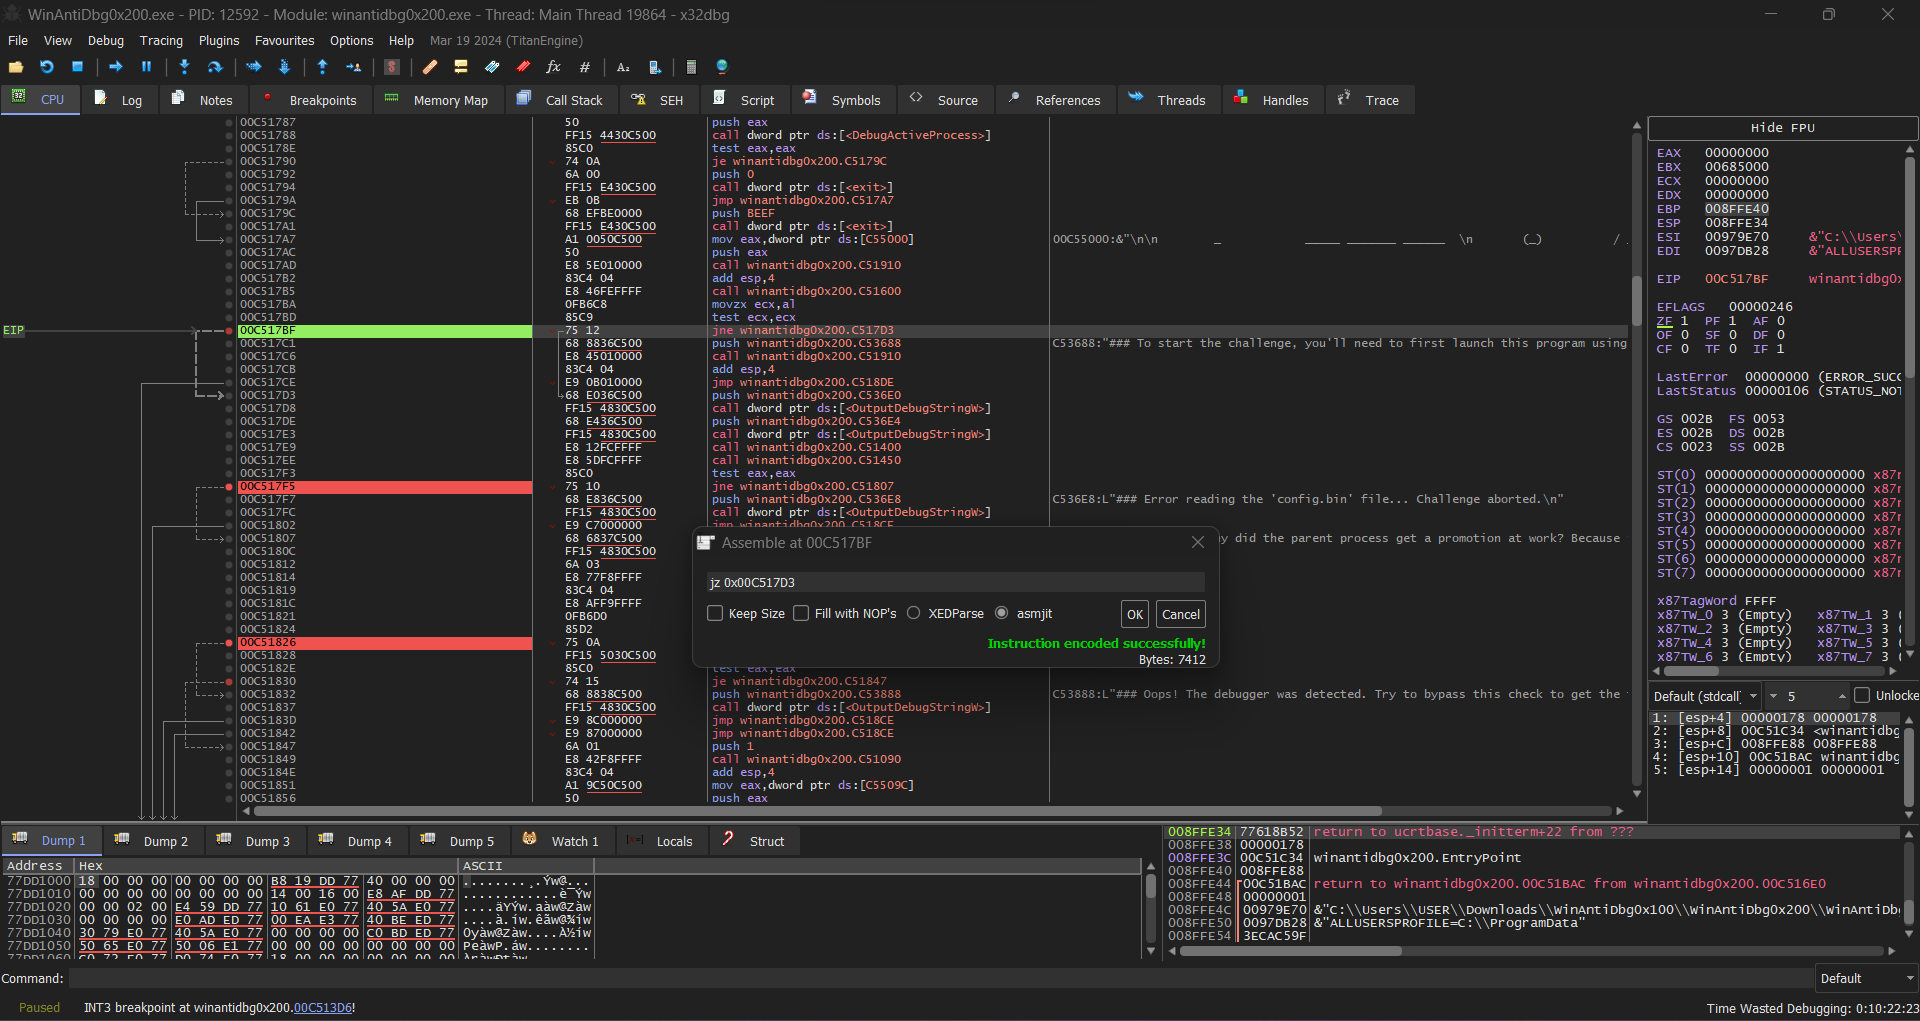 WinAntiDbg0x200.exe - PID: 12592 - Module: winantidbg0x200.exe - Thread: Main Thread 19864 - x32dbg
File View Debug Tracing Plugins Favourites Options Help Mar 19 2024 (TitanEngine)
CPU Log Notes Breakpoints Memory Map Call Stack SEH Script Symbols Source References Threads Handles Trace
00C51787 50 push eax
00C51788 FF15 4430C500 call dword ptr ds:[<DebugActiveProcess>]
00C5178E 85C0 test eax,eax
00C51790 74 0A je winantidbg0x200.C5179C
00C51792 6A 00 push 0
00C51794 FF15 E430C500 call dword ptr ds:[<exit>]
00C5179A EB 0B jmp winantidbg0x200.C517A7
00C5179C 68 EFBE0000 push BEEF
00C517A1 FF15 E430C500 call dword ptr ds:[<exit>]
00C517A7 A1 0050C500 mov eax,dword ptr ds:[C55000] 00C55000:&"\n\n _ _____ _______ ______ \n (_) /
00C517AC 50 push eax
00C517AD E8 5E010000 call winantidbg0x200.C51910
00C517B2 83C4 04 add esp,4
00C517B5 E8 46FEFFFF call winantidbg0x200.C51600
00C517BA 0FB6C8 movzx ecx,al
00C517BD 85C9 test ecx,ecx
EIP 00C517BF 75 12 jne winantidbg0x200.C517D3
00C517C1 68 8836C500 push winantidbg0x200.C53688 C53688:"### To start the challenge, you'll need to first launch this program using
00C517C6 E8 45010000 call winantidbg0x200.C51910
00C517CB 83C4 04 add esp,4
00C517CE E9 0B010000 jmp winantidbg0x200.C518DE
00C517D3 68 E036C500 push winantidbg0x200.C536E0
00C517D8 FF15 4830C500 call dword ptr ds:[<OutputDebugStringW>]
00C517DE 68 E436C500 push winantidbg0x200.C536E4
00C517E3 FF15 4830C500 call dword ptr ds:[<OutputDebugStringW>]
00C517E9 E8 12FCFFFF call winantidbg0x200.C51400
00C517EE E8 5DFCFFFF call winantidbg0x200.C51450
00C517F3 85C0 test eax,eax
00C517F5 75 10 jne winantidbg0x200.C51807
00C517F7 68 E836C500 push winantidbg0x200.C536E8 C536E8:L"### Error reading the 'config.bin' file... Challenge aborted.\n"
00C517FC FF15 4830C500 call dword ptr ds:[<OutputDebugStringW>]
00C51802 E9 C7000000 jmp winantidbg0x200.C518CE
00C51807 68 6837C500 y did the parent process get a promotion at work? Because
00C5180C FF15 4830C500
00C51812 6A 03
00C51814 E8 77F8FFFF
00C51819 83C4 04
00C5181C E8 AFF9FFFF
00C51821 0FB6D0
00C51824 85D2
00C51826 75 0A
00C51828 FF15 5030C500
00C5182E 85C0 test eax,eax
00C51830 74 15 je winantidbg0x200.C51847
00C51832 68 8838C500 push winantidbg0x200.C53888 C53888:L"### Oops! The debugger was detected. Try to bypass this check to get the
00C51837 FF15 4830C500 call dword ptr ds:[<OutputDebugStringW>]
00C5183D E9 8C000000 jmp winantidbg0x200.C518CE
00C51842 E9 87000000 jmp winantidbg0x200.C518CE
00C51847 6A 01 push 1
00C51849 E8 42F8FFFF call winantidbg0x200.C51090
00C5184E 83C4 04 add esp,4
00C51851 A1 9C50C500 mov eax,dword ptr ds:[C5509C]
00C51856 50 push eax
Assemble at 00C517BF
jz 0x00C517D3
Keep Size Fill with NOP's XEDParse asmjit OK Cancel
Instruction encoded successfully!
Bytes: 7412
Hide FPU
EAX 00000000
EBX 00685000
ECX 00000000
EDX 00000000
EBP 008FFE40
ESP 008FFE34
ESI 00979E70 &"C:\\Users\
EDI 0097DB28 &"ALLUSERSPR
EIP 00C517BF winantidbg0x
EFLAGS 00000246
ZF 1 PF 1 AF 0
OF 0 SF 0 DF 0
CF 0 TF 0 IF 1
LastError 00000000 (ERROR_SUCC
LastStatus 00000106 (STATUS_NOT
GS 002B FS 0053
ES 002B DS 002B
CS 0023 SS 002B
ST(0) 00000000000000000000 x87r
ST(1) 00000000000000000000 x87r
ST(2) 00000000000000000000 x87r
ST(3) 00000000000000000000 x87r
ST(4) 00000000000000000000 x87r
ST(5) 00000000000000000000 x87r
ST(6) 00000000000000000000 x87r
ST(7) 00000000000000000000 x87r
x87TagWord FFFF
x87TW_0 3 (Empty) x87TW_1 3 (
x87TW_2 3 (Empty) x87TW_3 3 (
x87TW_4 3 (Empty) x87TW_5 3 (
x87TW_6 3 (Empty) x87TW_7 3 (
Default (stdcall) 5 Unlocke
1: [esp+4] 00000178 00000178
2: [esp+8] 00C51C34 <winantidbg
3: [esp+C] 008FFE88 008FFE88
4: [esp+10] 00C51BAC winantidbg
5: [esp+14] 00000001 00000001
Dump 1 Dump 2 Dump 3 Dump 4 Dump 5 Watch 1 Locals Struct
Address Hex ASCII
77DD1000 18 00 00 00 00 00 00 00 B8 19 DD 77 40 00 00 00 ........¸.Ýw@...
77DD1010 00 00 00 00 00 00 00 00 14 00 16 00 E8 AF DD 77 ............è¯Ýw
77DD1020 00 00 02 00 E4 59 DD 77 10 61 E0 77 40 5A E0 77 ....äYÝw.aàw@Zàw
77DD1030 00 00 00 00 E0 AD ED 77 00 EA E3 77 40 BE ED 77 ....à.íw.êãw@¾íw
77DD1040 30 79 E0 77 40 5A E0 77 00 00 00 00 C0 BD ED 77 0yàw@Zàw....À½íw
77DD1050 50 65 E0 77 50 06 E1 77 00 00 00 00 00 00 00 00 PeàwP.áw........
008FFE34 77618B52 return to ucrtbase._initterm+22 from ???
008FFE38 00000178
008FFE3C 00C51C34 winantidbg0x200.EntryPoint
008FFE40 008FFE88
008FFE44 00C51BAC return to winantidbg0x200.00C51BAC from winantidbg0x200.00C516E0
008FFE48 00000001
008FFE4C 00979E70 &"C:\\Users\\USER\\Downloads\\WinAntiDbg0x100\\WinAntiDbg0x200\\WinAntiDb
008FFE50 0097DB28 &"ALLUSERSPROFILE=C:\\ProgramData"
008FFE54 3ECAC59F
Command: Default
Paused INT3 breakpoint at winantidbg0x200.00C513D6! Time Wasted Debugging: 0:10:22:23